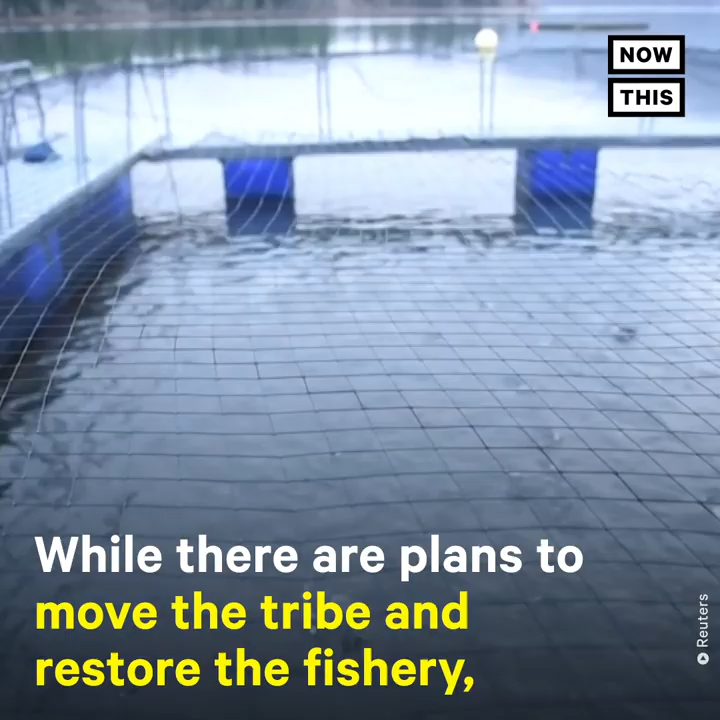 NOW
THIS
While there are plans to
move the tribe and
restore the fishery,
Reuters